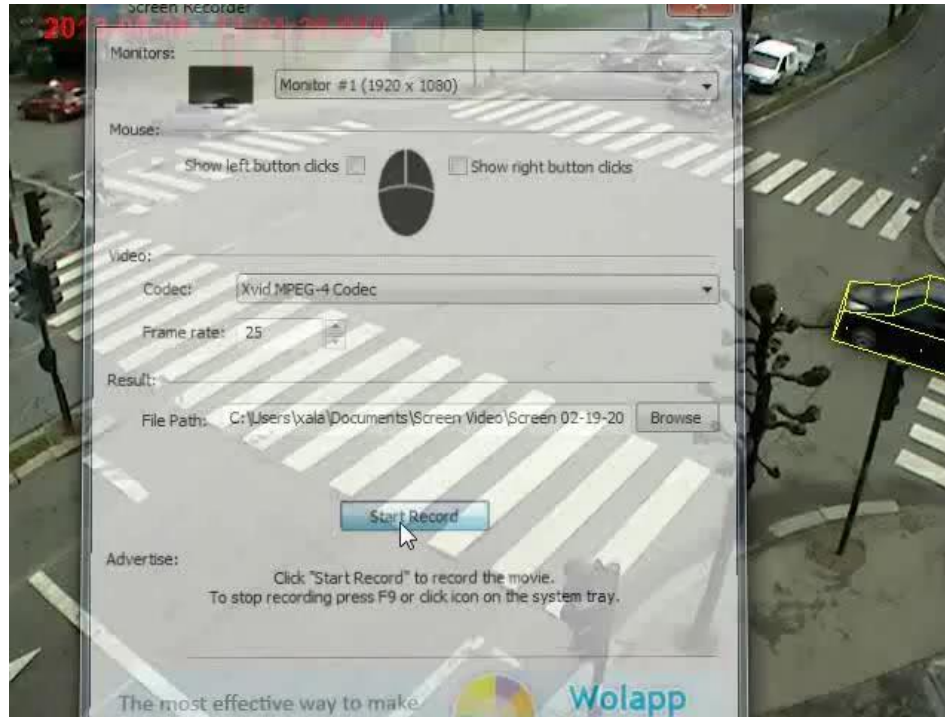 Screen Recorder
Monitors:
Monitor #1 (1920 x 1080)
Mouse:
Show left button clicks
Show right button clicks
Video:
Codec: Xvid MPEG-4 Codec
Frame rate: 25
Result:
File Path: C:\Users\xala\Documents\Screen Video\Screen 02-19-20 Browse
Start Record
Advertise:
Click "Start Record" to record the movie.
To stop recording press F9 or click icon on the system tray.
The most effective way to make
Wolapp